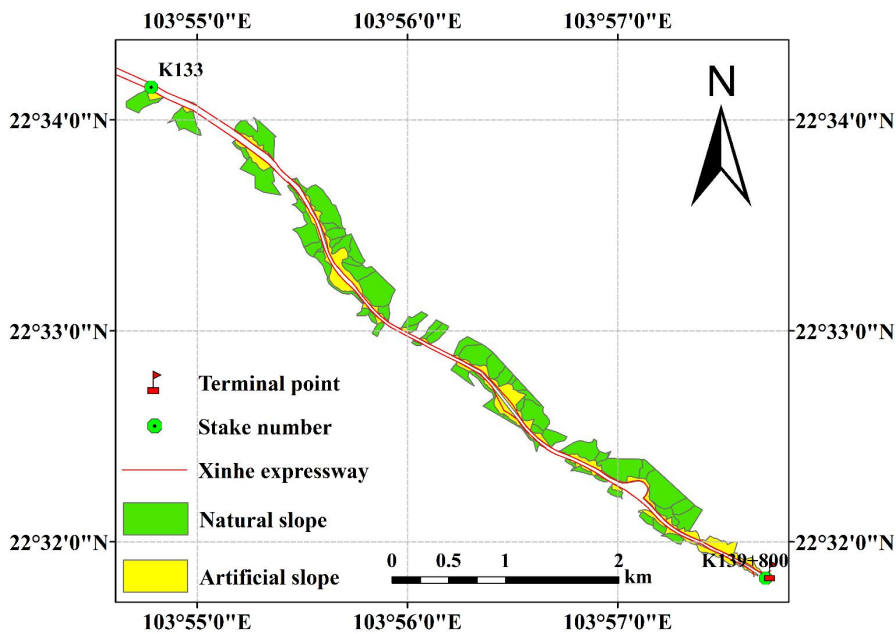 103°55'0"E 103°56'0"E 103°57'0"E
K133
N
22°34'0"N 22°34'0"N
22°33'0"N 22°33'0"N
Terminal point
Stake number
Xinhe expressway
Natural slope
22°32'0"N 22°32'0"N
K139+800
Artificial slope
0 0.5 1 2
km
103°55'0"E 103°56'0"E 103°57'0"E